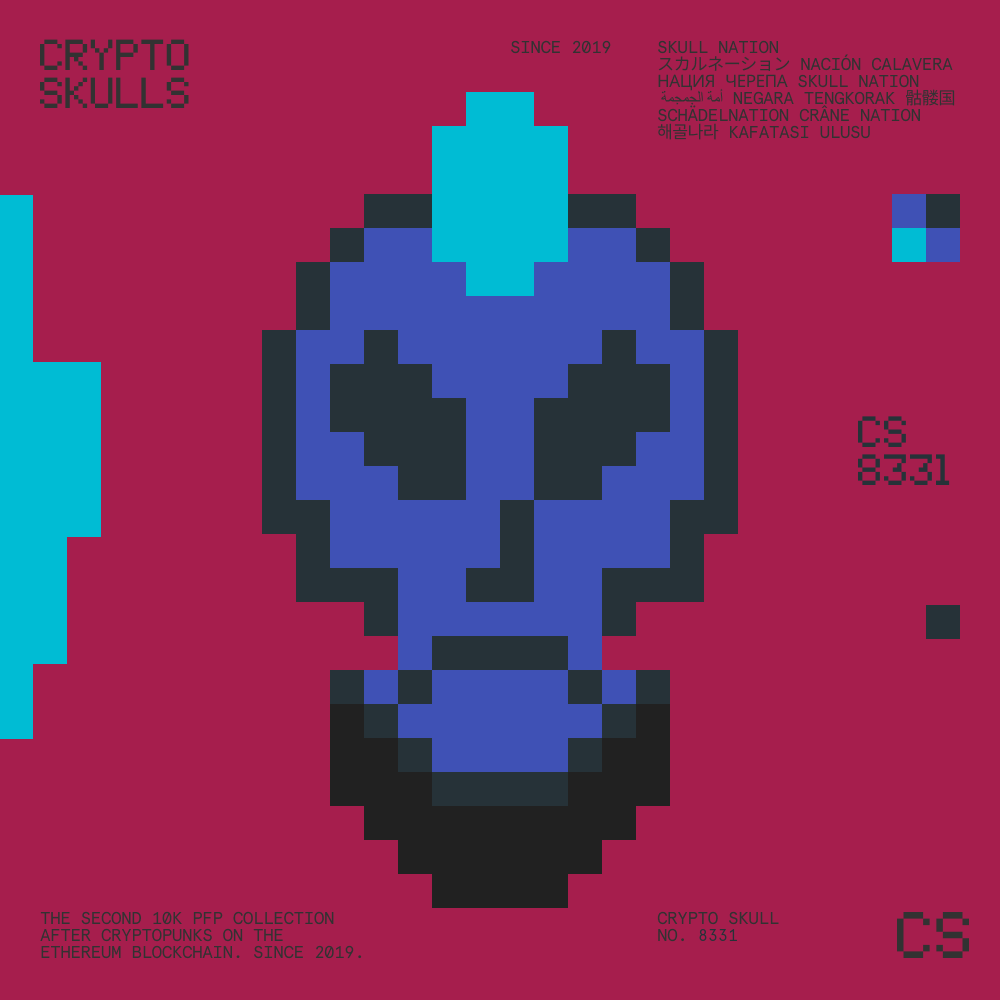 CRYPTO
SKULLS
SINCE 2019
SKULL NATION
スカルネーション NACIÓN CALAVERA
НАЦИЯ ЧЕРЕПА SKULL NATION
أمة الجمجمة NEGARA TENGKORAK 骷髅国
SCHÄDELNATION CRÂNE NATION
해골나라 KAFATASI ULUSU
CS
8331
THE SECOND 10K PFP COLLECTION
AFTER CRYPTOPUNKS ON THE
ETHEREUM BLOCKCHAIN. SINCE 2019.
CRYPTO SKULL
NO. 8331
CS